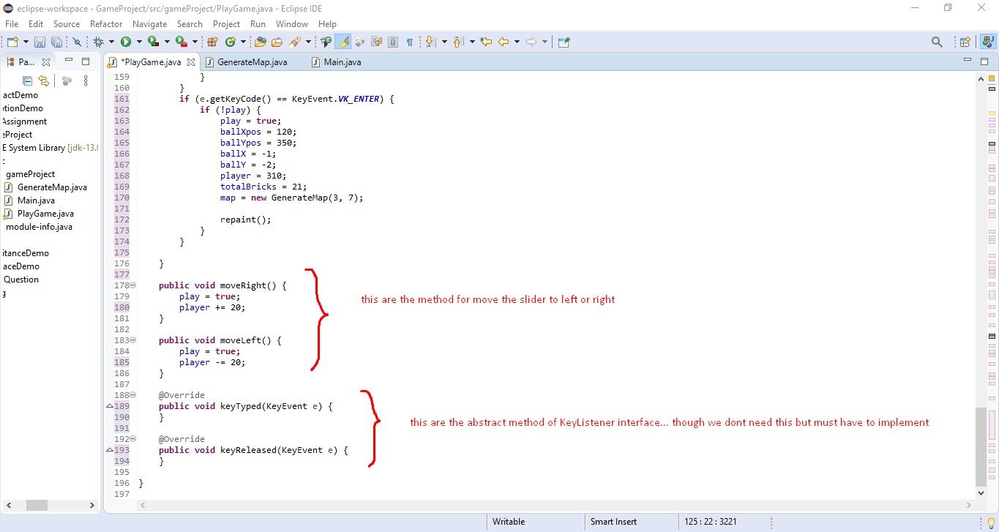 eclipse-workspace - GameProject/src/gameProject/PlayGame.java - Eclipse IDE
File Edit Source Refactor Navigate Search Project Run Window Help
Pa...
*PlayGame.java
GenerateMap.java
Main.java
actDemo
Assignment
E System Library [jdk-13.
gameProject
GenerateMap.java
Main.java
PlayGame.java
module-info.java
itanceDemo
aceDemo
Question
159 }
160 }
161 if (e.getKeyCode() == KeyEvent.VK_ENTER) {
162 if (!play) {
163 play = true;
164 ballXpos = 120;
165 ballYpos = 350;
166 ballX = -1;
167 ballY = -2;
168 player = 310;
169 totalBricks = 21;
170 map = new GenerateMap(3, 7);
171
172 repaint();
173 }
174 }
175
176 }
177
178 public void moveRight() {
179 play = true;
180 player += 20;
181 }
182
183 public void moveLeft() {
184 play = true;
185 player -= 20;
186 }
187
188 @Override
189 public void keyTyped(KeyEvent e) {
190 }
191
192 @Override
193 public void keyReleased(KeyEvent e) {
194 }
195
196 }
197
this are the method for move the slider to left or right
this are the abstract method of KeyListener interface... though we dont need this but must have to implement
Writable
Smart Insert
125 : 22 : 3221